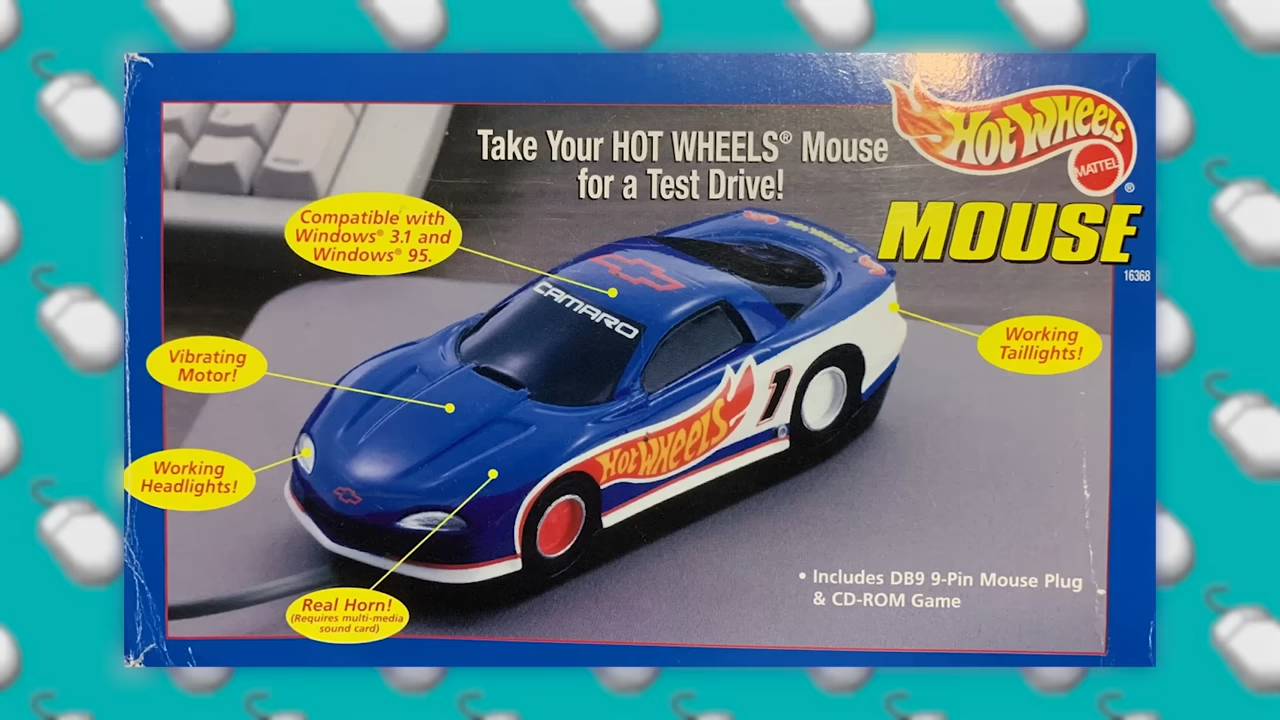 Take Your HOT WHEELS® Mouse
for a Test Drive!
HOT WHEELS
MATTEL
®
MOUSE
16368
Compatible with
Windows® 3.1 and
Windows® 95.
CAMARO
Working
Taillights!
Vibrating
Motor!
1
HOT WHEELS
Working
Headlights!
Real Horn!
(Requires multi-media
sound card)
• Includes DB9 9-Pin Mouse Plug
& CD-ROM Game